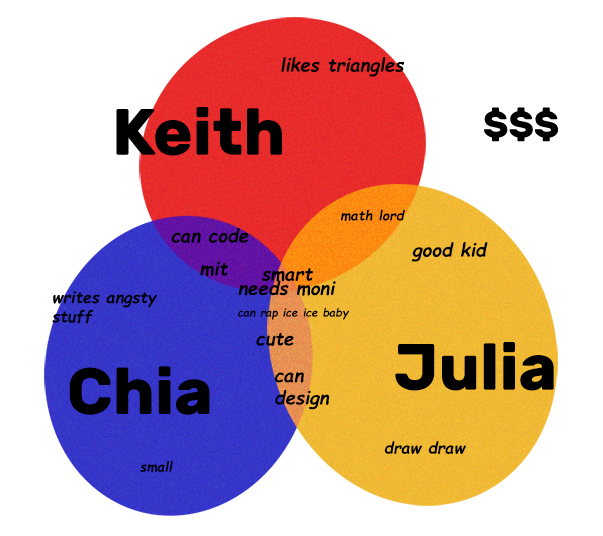 likes triangles
Keith
$$$
math lord
can code
good kid
mit
smart
needs moni
writes angsty
stuff
can rap ice ice baby
cute
Julia
Chia
can
design
draw draw
small